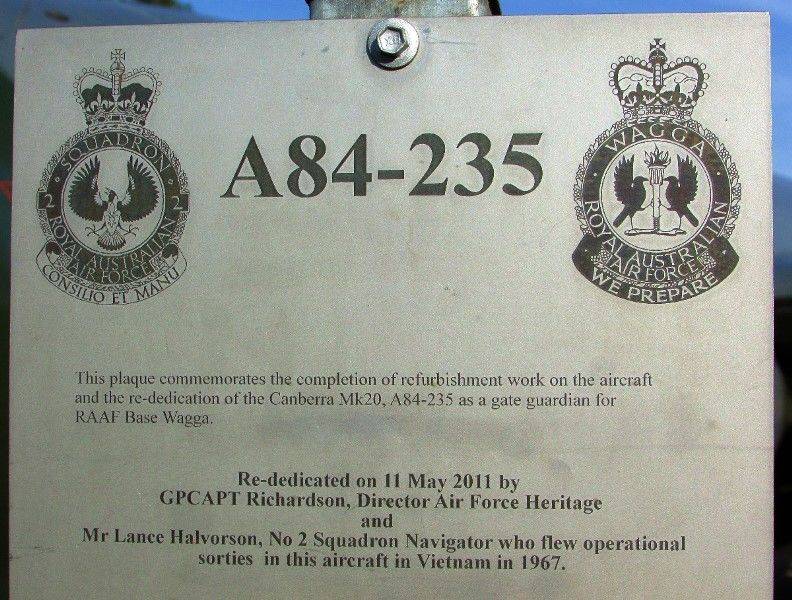 A84-235
SQUADRON
2 2
ROYAL AUSTRALIAN
AIR FORCE
CONSILIO ET MANU
WAGGA
ROYAL AUSTRALIAN
AIR FORCE
WE PREPARE
This plaque commemorates the completion of refurbishment work on the aircraft
and the re-dedication of the Canberra Mk20, A84-235 as a gate guardian for
RAAF Base Wagga.
Re-dedicated on 11 May 2011 by
GPCAPT Richardson, Director Air Force Heritage
and
Mr Lance Halvorson, No 2 Squadron Navigator who flew operational
sorties in this aircraft in Vietnam in 1967.